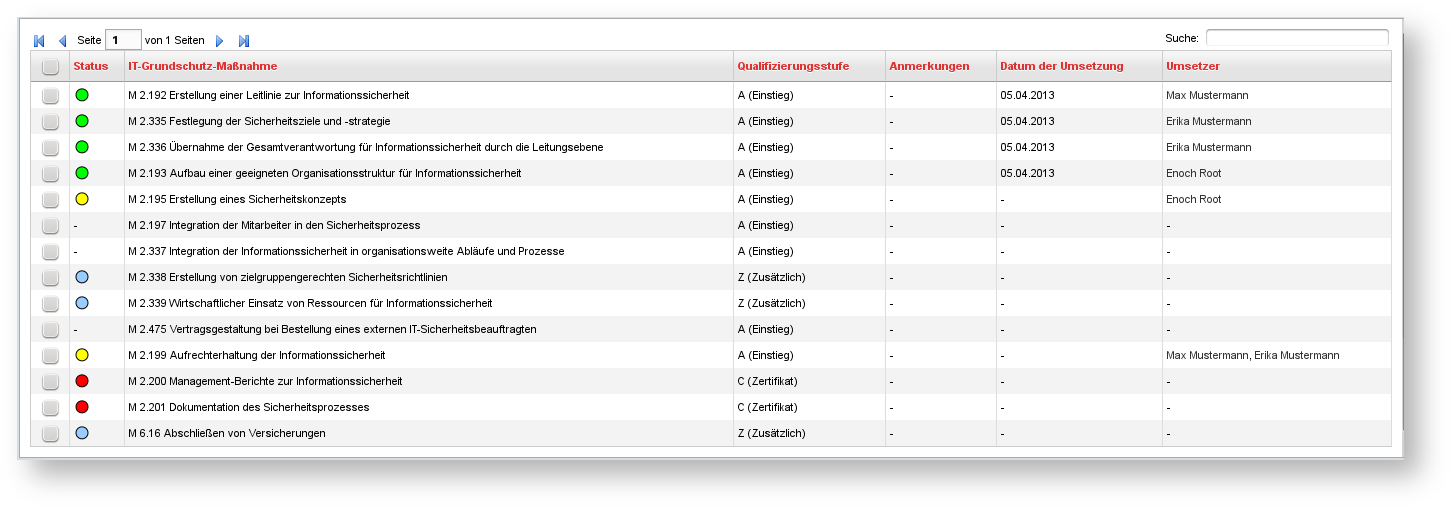 Seite 1 von 1 Seiten Suche:
Status IT-Grundschutz-Maßnahme Qualifizierungsstufe Anmerkungen Datum der Umsetzung Umsetzer
M 2.192 Erstellung einer Leitlinie zur Informationssicherheit A (Einstieg) - 05.04.2013 Max Mustermann
M 2.335 Festlegung der Sicherheitsziele und -strategie A (Einstieg) - 05.04.2013 Erika Mustermann
M 2.336 Übernahme der Gesamtverantwortung für Informationssicherheit durch die Leitungsebene A (Einstieg) - 05.04.2013 Erika Mustermann
M 2.193 Aufbau einer geeigneten Organisationsstruktur für Informationssicherheit A (Einstieg) - 05.04.2013 Enoch Root
M 2.195 Erstellung eines Sicherheitskonzepts A (Einstieg) - - Enoch Root
- M 2.197 Integration der Mitarbeiter in den Sicherheitsprozess A (Einstieg) - - -
- M 2.337 Integration der Informationssicherheit in organisationsweite Abläufe und Prozesse A (Einstieg) - - -
M 2.338 Erstellung von zielgruppengerechten Sicherheitsrichtlinien Z (Zusätzlich) - - -
M 2.339 Wirtschaftlicher Einsatz von Ressourcen für Informationssicherheit Z (Zusätzlich) - - -
- M 2.475 Vertragsgestaltung bei Bestellung eines externen IT-Sicherheitsbeauftragten A (Einstieg) - - -
M 2.199 Aufrechterhaltung der Informationssicherheit A (Einstieg) - - Max Mustermann, Erika Mustermann
M 2.200 Management-Berichte zur Informationssicherheit C (Zertifikat) - - -
M 2.201 Dokumentation des Sicherheitsprozesses C (Zertifikat) - - -
M 6.16 Abschließen von Versicherungen Z (Zusätzlich) - - -